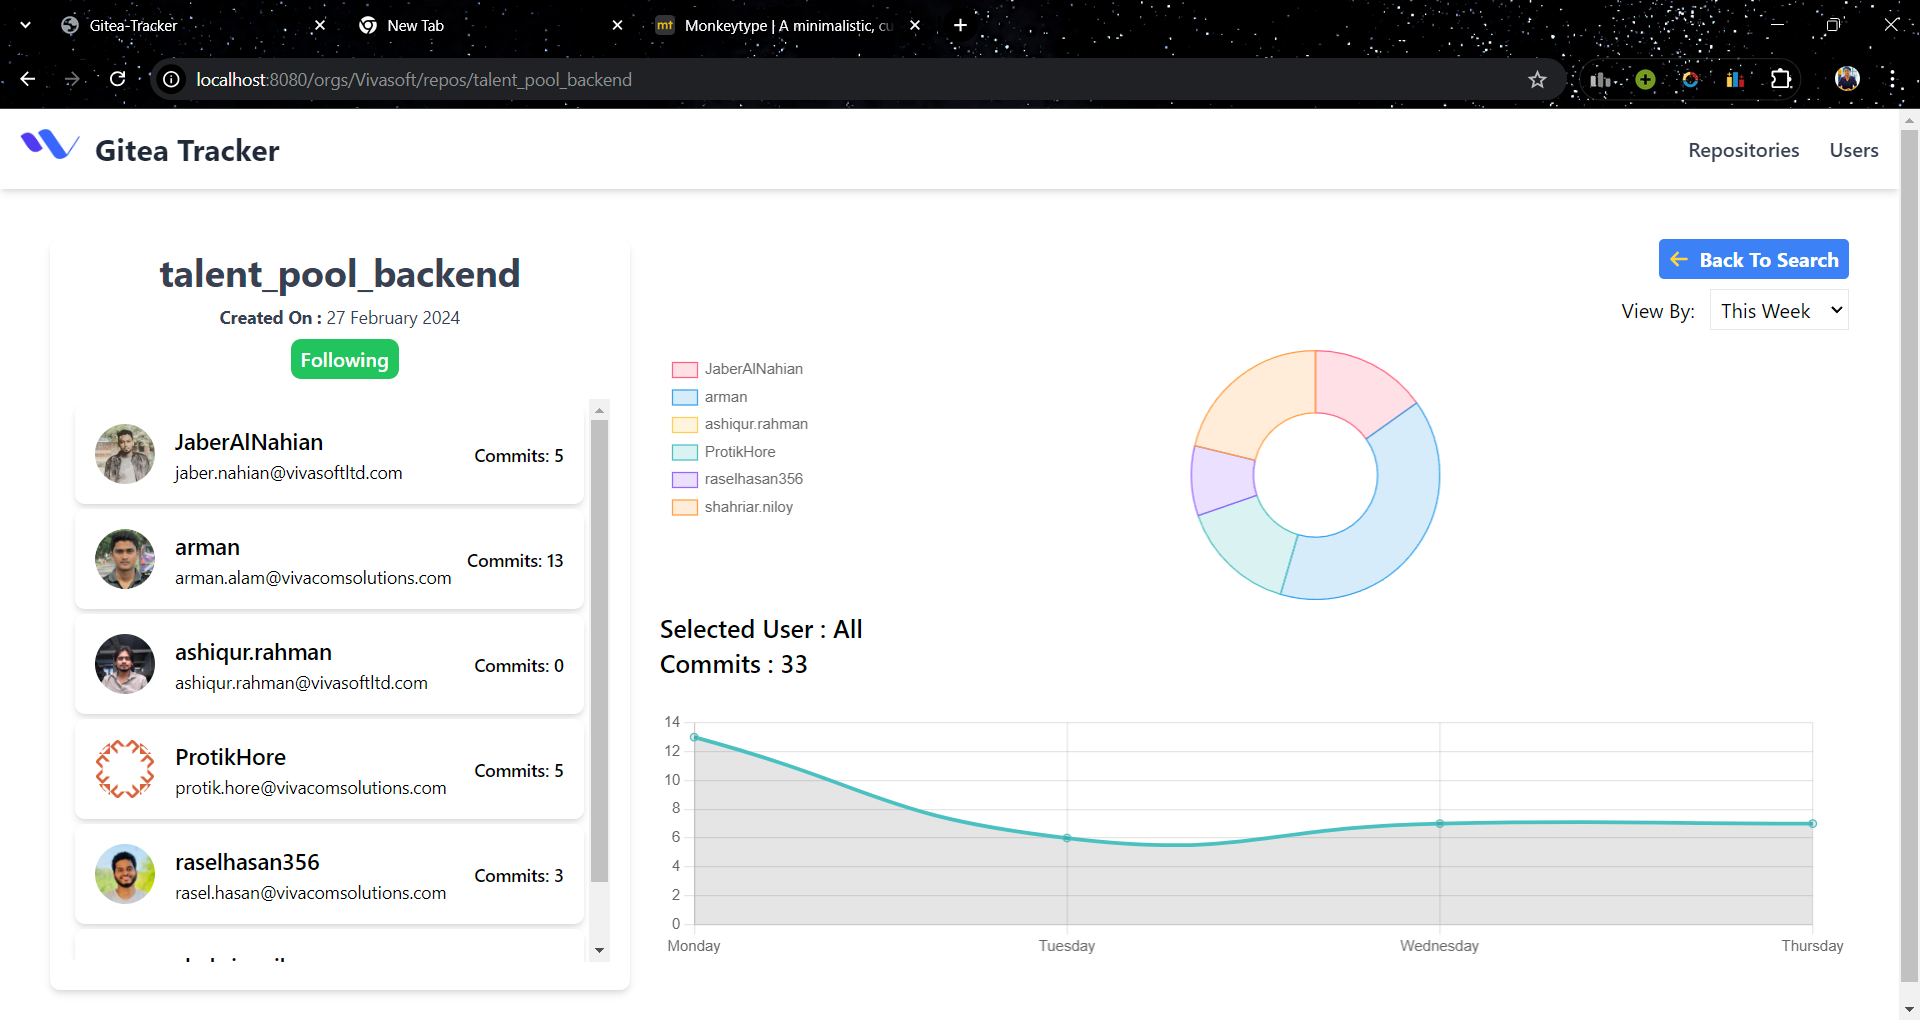 Gitea-Tracker
New Tab
mt Monkeytype | A minimalistic, cu
localhost:8080/orgs/Vivasoft/repos/talent_pool_backend
Gitea Tracker
Repositories
Users
talent_pool_backend
Created On : 27 February 2024
Following
JaberAlNahian
jaber.nahian@vivasoftltd.com
Commits: 5
arman
arman.alam@vivacomsolutions.com
Commits: 13
ashiqur.rahman
ashiqur.rahman@vivasoftltd.com
Commits: 0
ProtikHore
protik.hore@vivacomsolutions.com
Commits: 5
raselhasan356
rasel.hasan@vivacomsolutions.com
Commits: 3
Back To Search
View By: This Week
JaberAlNahian
arman
ashiqur.rahman
ProtikHore
raselhasan356
shahriar.niloy
Selected User : All
Commits : 33
14
12
10
8
6
4
2
0
Monday Tuesday Wednesday Thursday